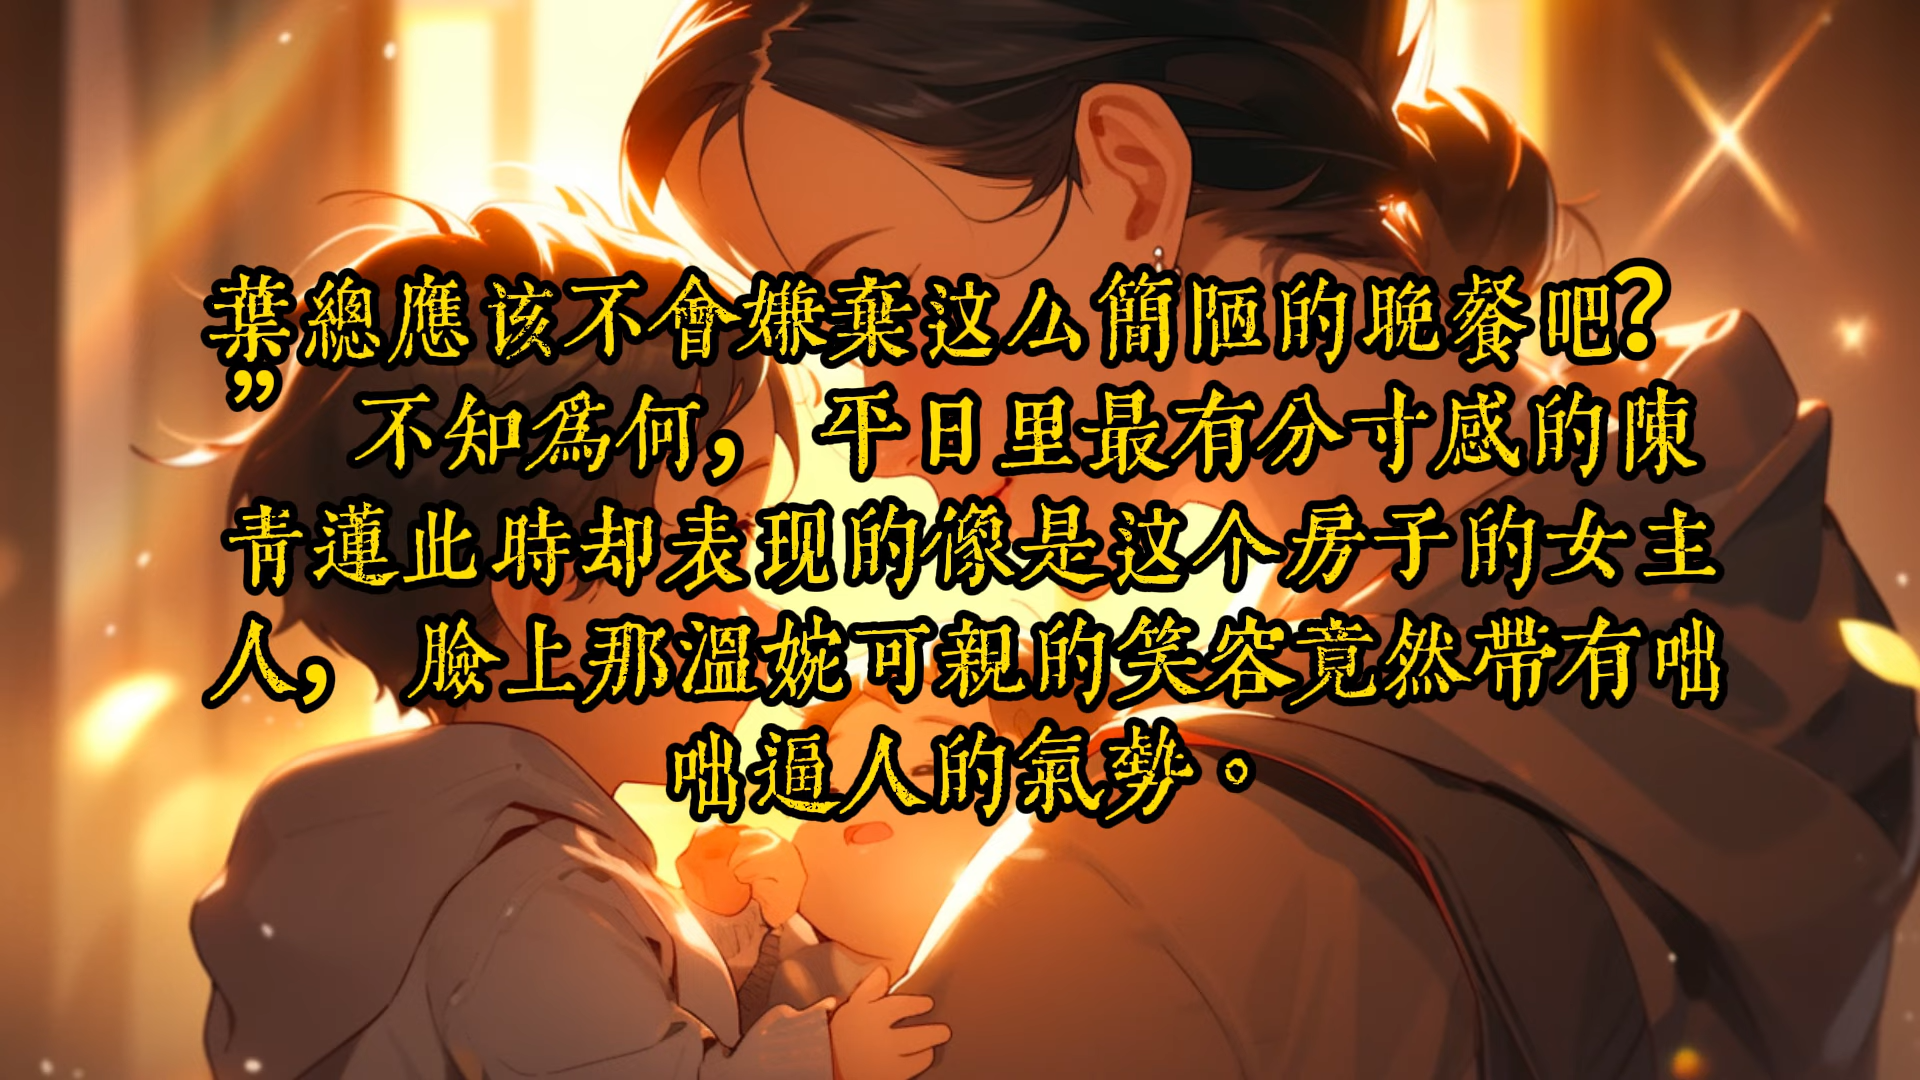 葉總應该不會嫌棄这么簡陋的晚餐吧？
” 不知為何，平日里最有分寸感的陳
青蓮此時却表现的像是这个房子的女主
人，臉上那溫婉可親的笑容竟然帶有咄
咄逼人的氣勢。